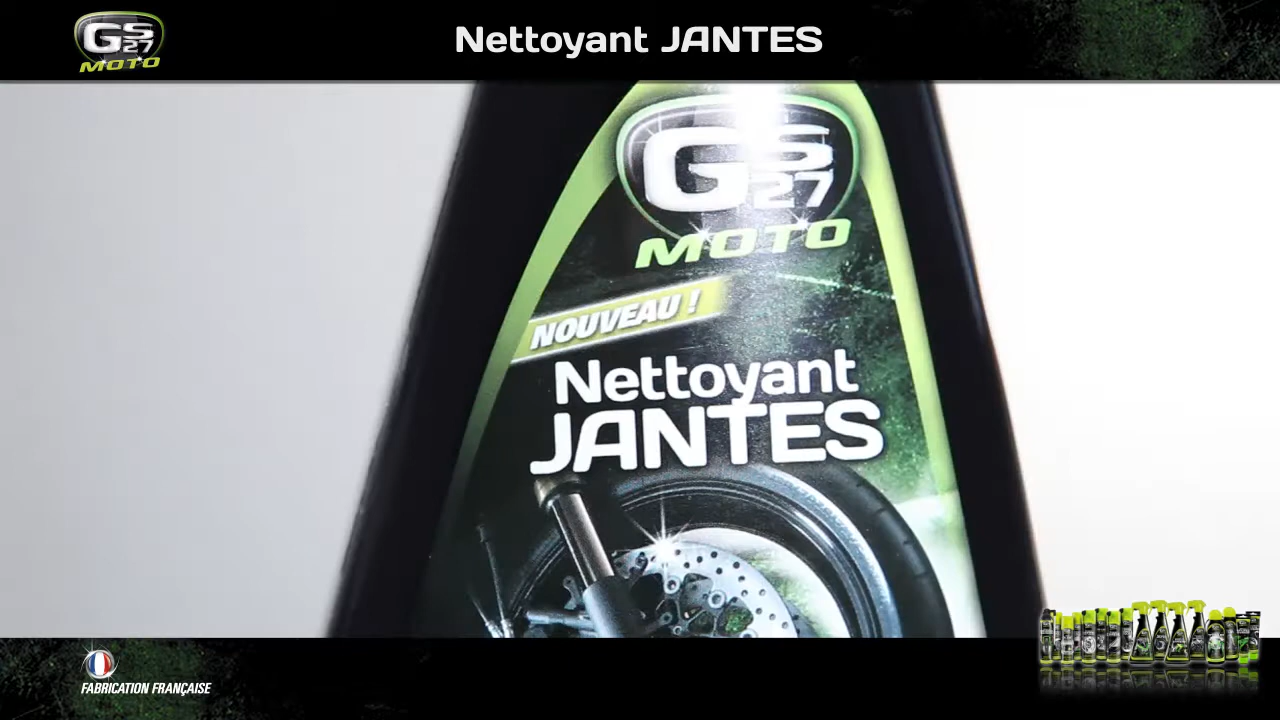 GS
27
MOTO
Nettoyant JANTES
GS
27
MOTO
NOUVEAU !
Nettoyant
JANTES
FABRICATION FRANÇAISE